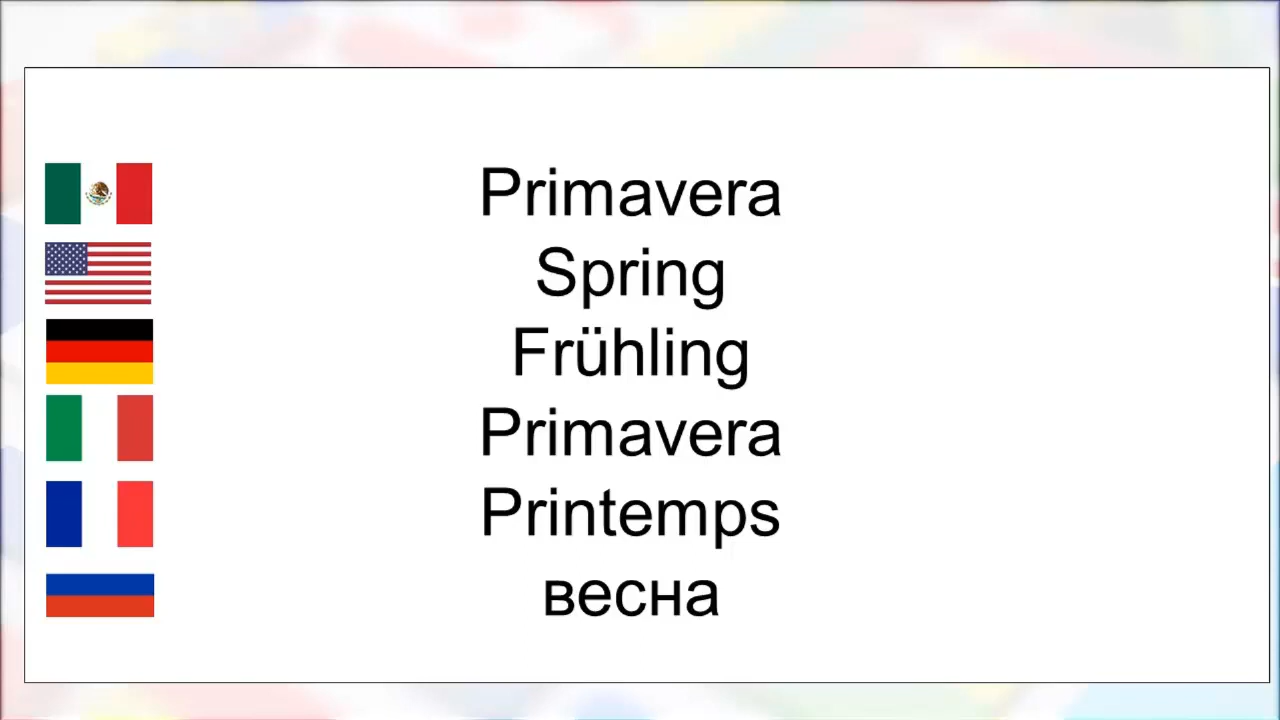 Primavera
Spring
Frühling
Primavera
Printemps
весна